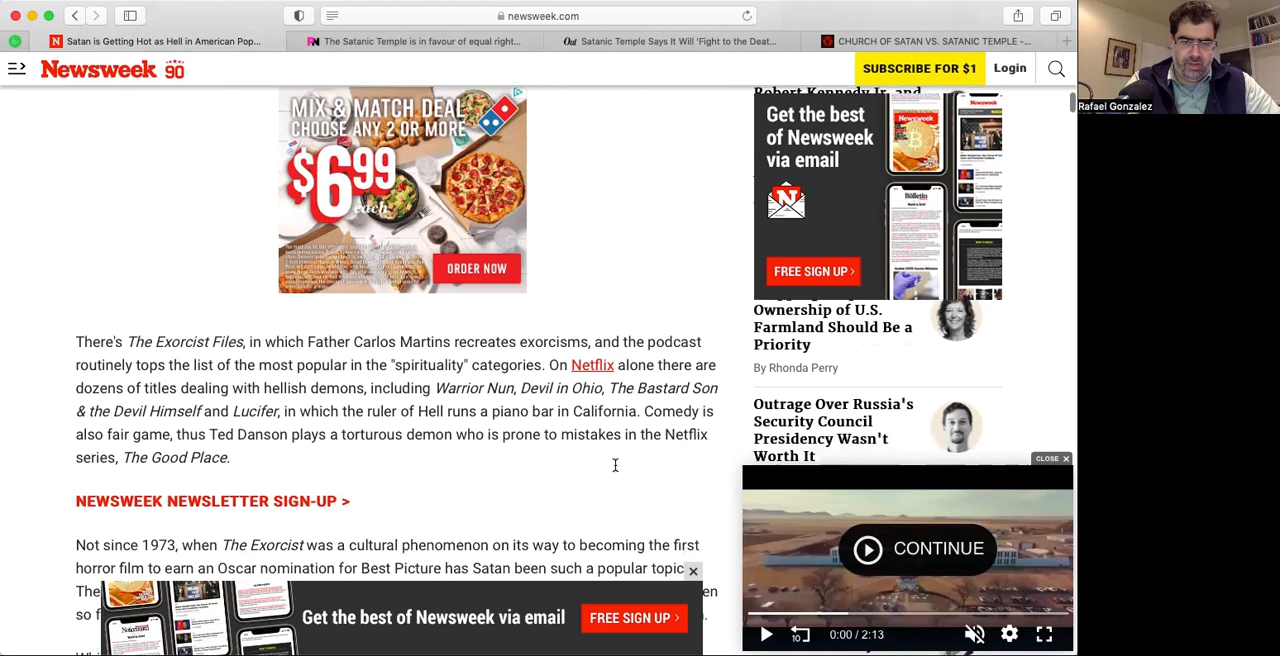 newsweek.com
Satan is Getting Hot as Hell in American Pop...
The Satanic Temple is in favour of equal right...
Out Satanic Temple Says It Will 'Fight to the Deat...
CHURCH OF SATAN VS. SATANIC TEMPLE -...
Newsweek 90
SUBSCRIBE FOR $1
Login
Rafael Gonzalez
MIX & MATCH DEAL
CHOOSE ANY 2 OR MORE
$6.99
each
ORDER NOW
Robert Kennedy Jr. and
Get the best
of Newsweek
via email
FREE SIGN UP ›
Ownership of U.S.
Farmland Should Be a
Priority
By Rhonda Perry
Outrage Over Russia's
Security Council
Presidency Wasn't
Worth It
There's The Exorcist Files, in which Father Carlos Martins recreates exorcisms, and the podcast
routinely tops the list of the most popular in the "spirituality" categories. On Netflix alone there are
dozens of titles dealing with hellish demons, including Warrior Nun, Devil in Ohio, The Bastard Son
& the Devil Himself and Lucifer, in which the ruler of Hell runs a piano bar in California. Comedy is
also fair game, thus Ted Danson plays a torturous demon who is prone to mistakes in the Netflix
series, The Good Place.
NEWSWEEK NEWSLETTER SIGN-UP >
Not since 1973, when The Exorcist was a cultural phenomenon on its way to becoming the first
horror film to earn an Oscar nomination for Best Picture has Satan been such a popular topic
The
so f
Get the best of Newsweek via email
FREE SIGN UP ›
CLOSE ×
CONTINUE
10
0:00 / 2:13